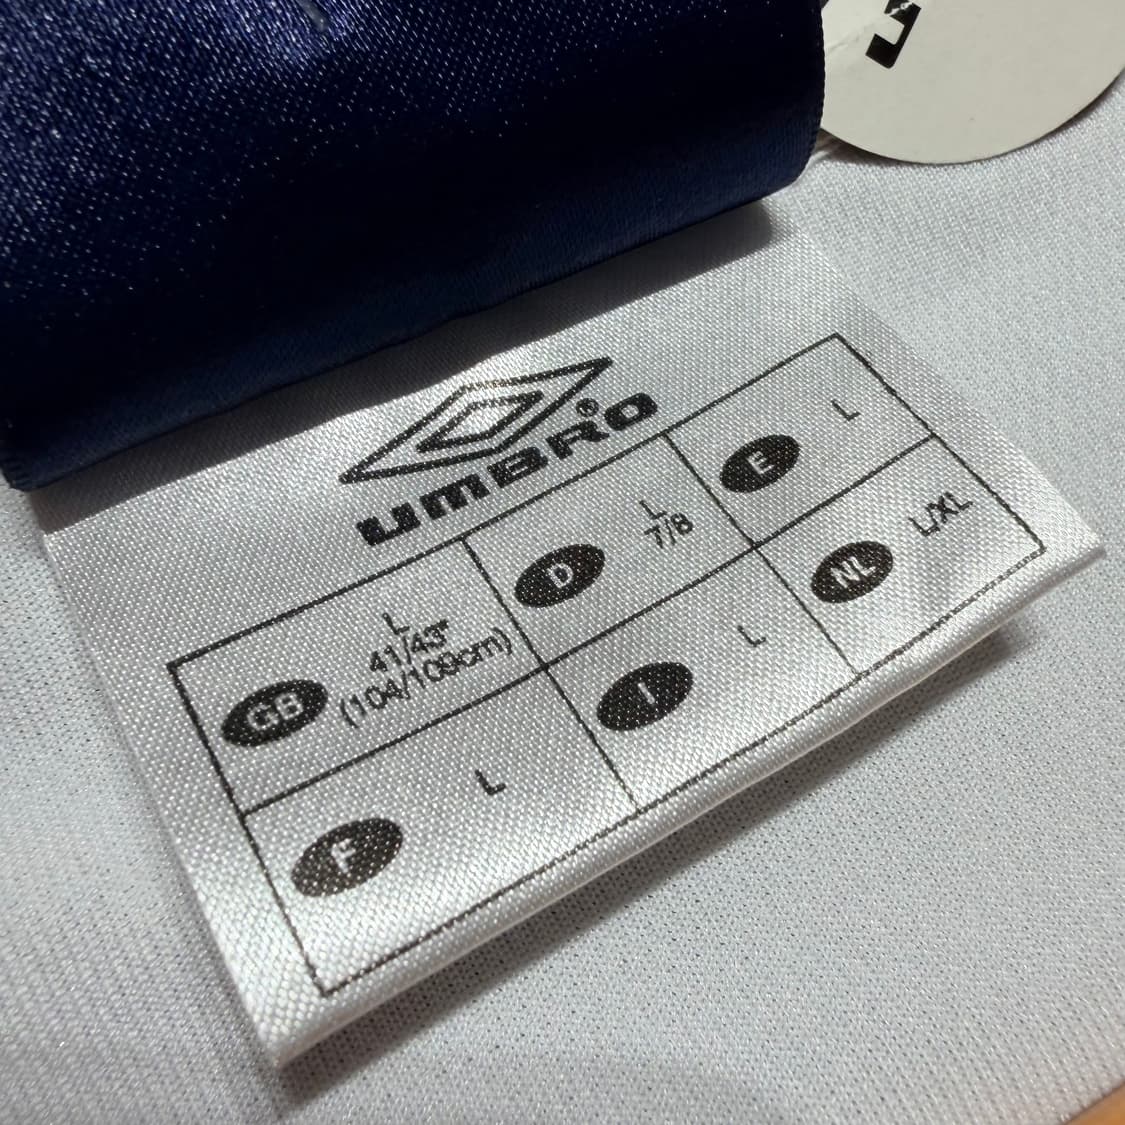 UMBRO®
GB
L
41/43"
(104/109cm)
D
L
7/8
E
L
F
L
I
L
NL
L/XL